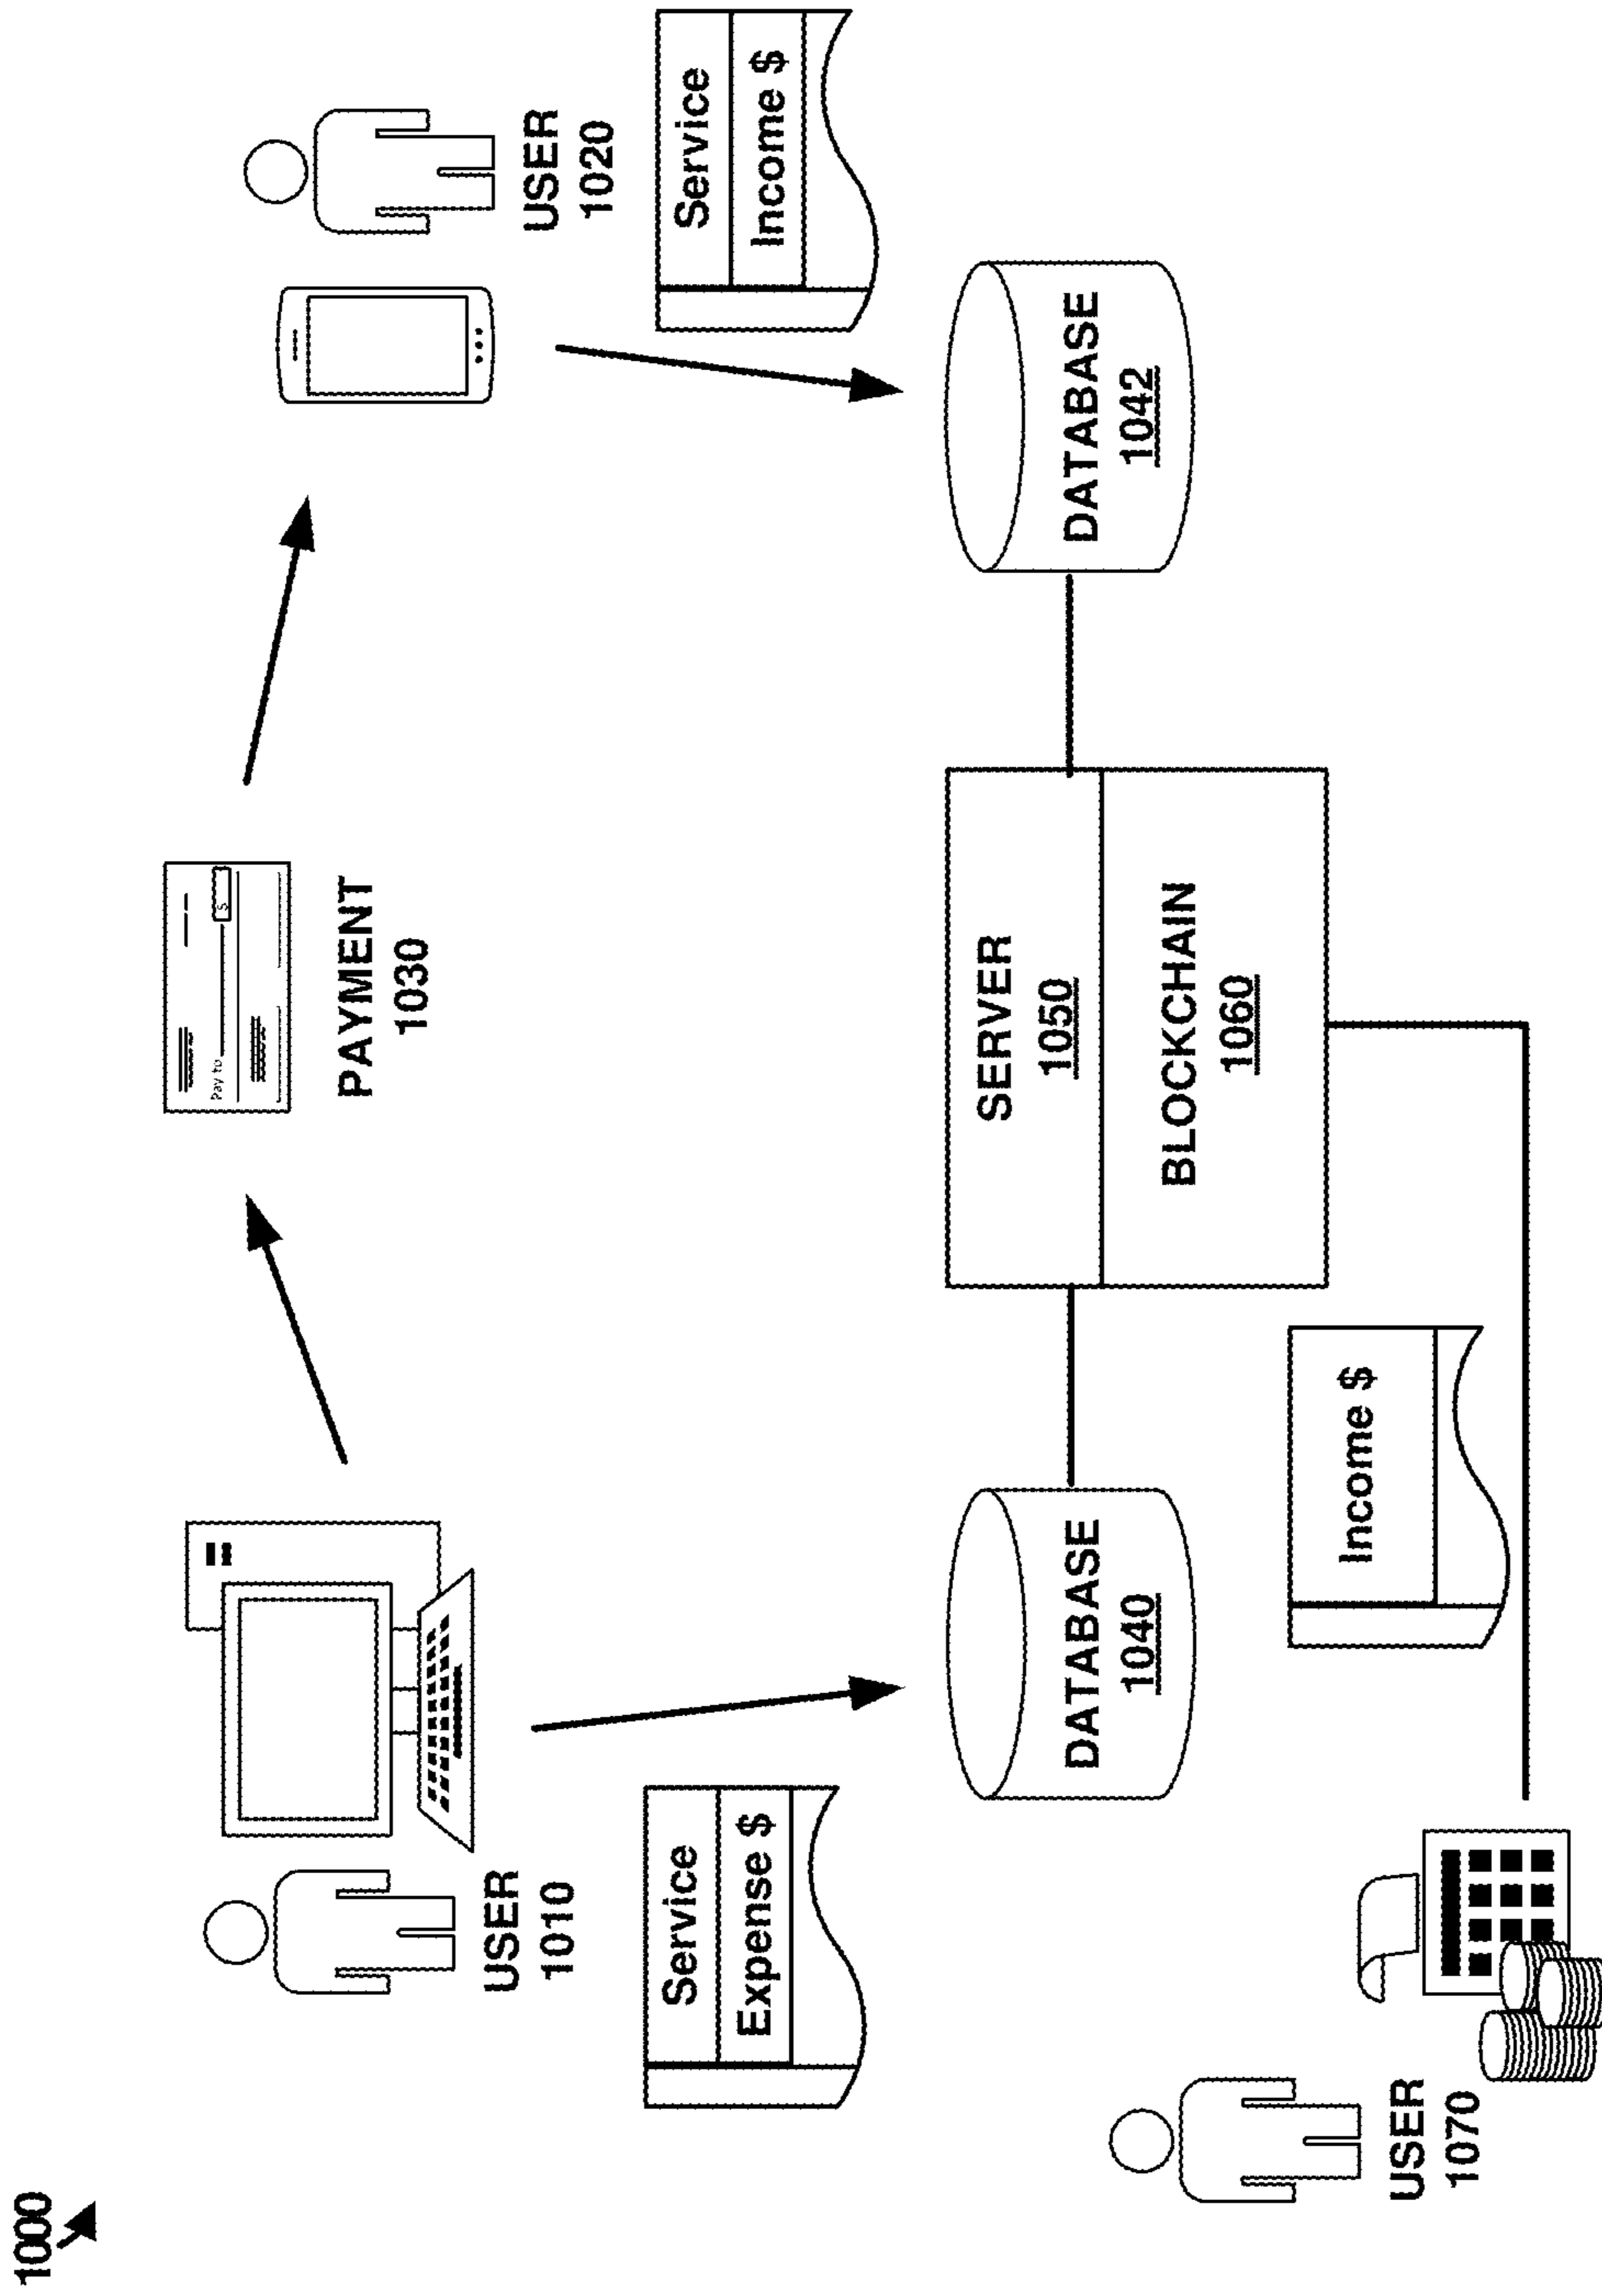 1000
USER
1010
Pay to
$
PAYMENT
1030
USER
1020
Service
Expense $
Service
Income $
DATABASE
1040
SERVER
1050
BLOCKCHAIN
1060
DATABASE
1042
USER
1070
Income $